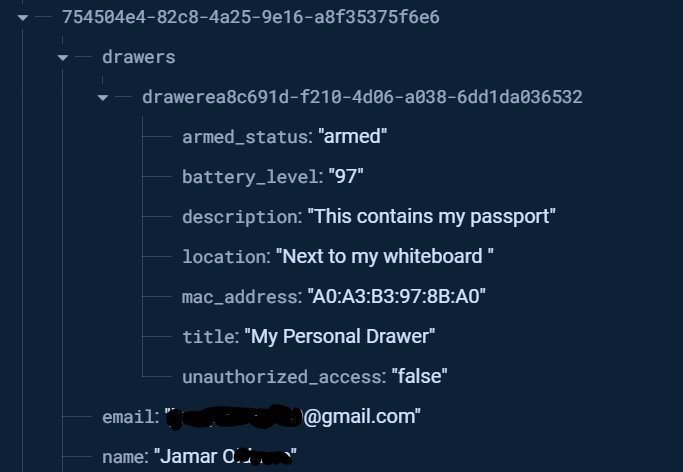 754504e4-82c8-4a25-9e16-a8f35375f6e6
drawers
drawerea8c691d-f210-4d06-a038-6dd1da036532
armed_status: "armed"
battery_level: "97"
description: "This contains my passport"
location: "Next to my whiteboard "
mac_address: "A0:A3:B3:97:8B:A0"
title: "My Personal Drawer"
unauthorized_access: "false"
email: "@gmail.com"
name: "Jamar"